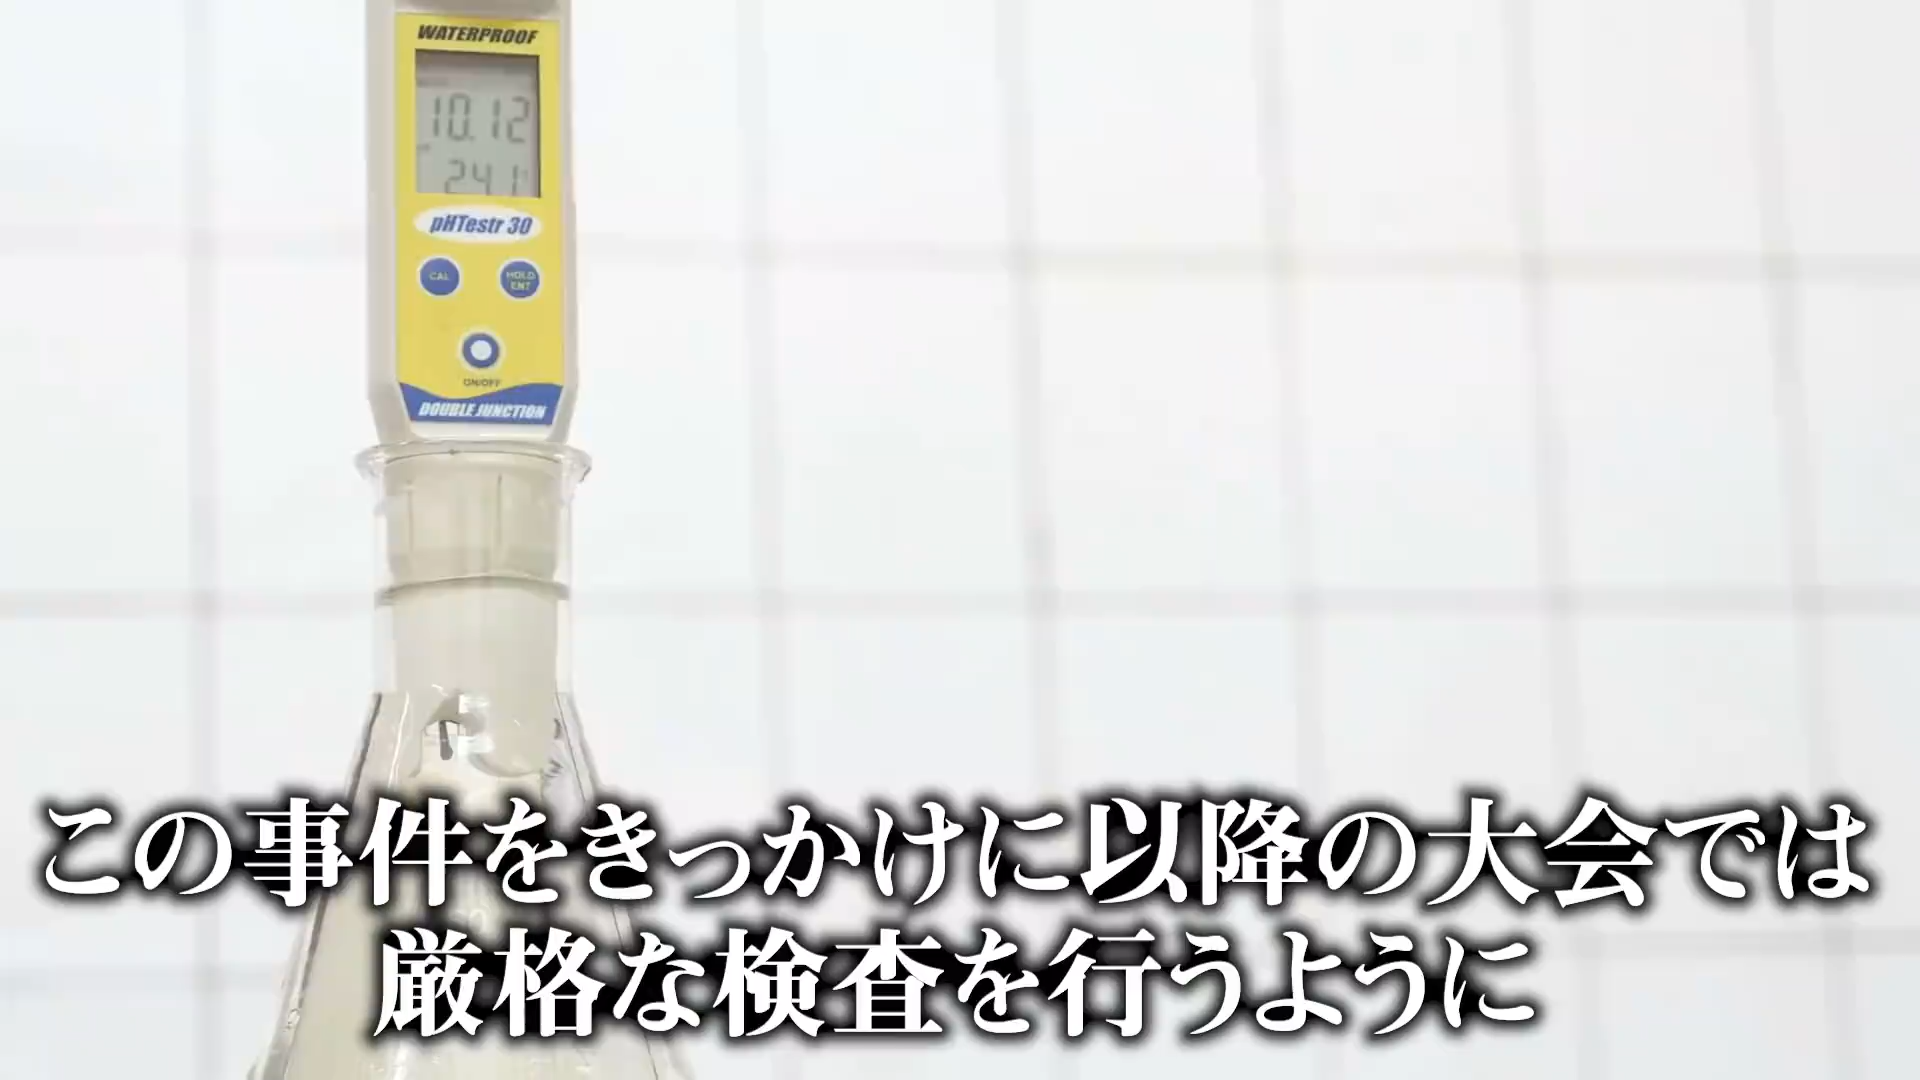 WATERPROOF
10.12
24.1
pHTestr 30
CAL
HOLD
ENT
ON/OFF
DOUBLE JUNCTION
この事件をきっかけに以降の大会では
厳格な検査を行うように